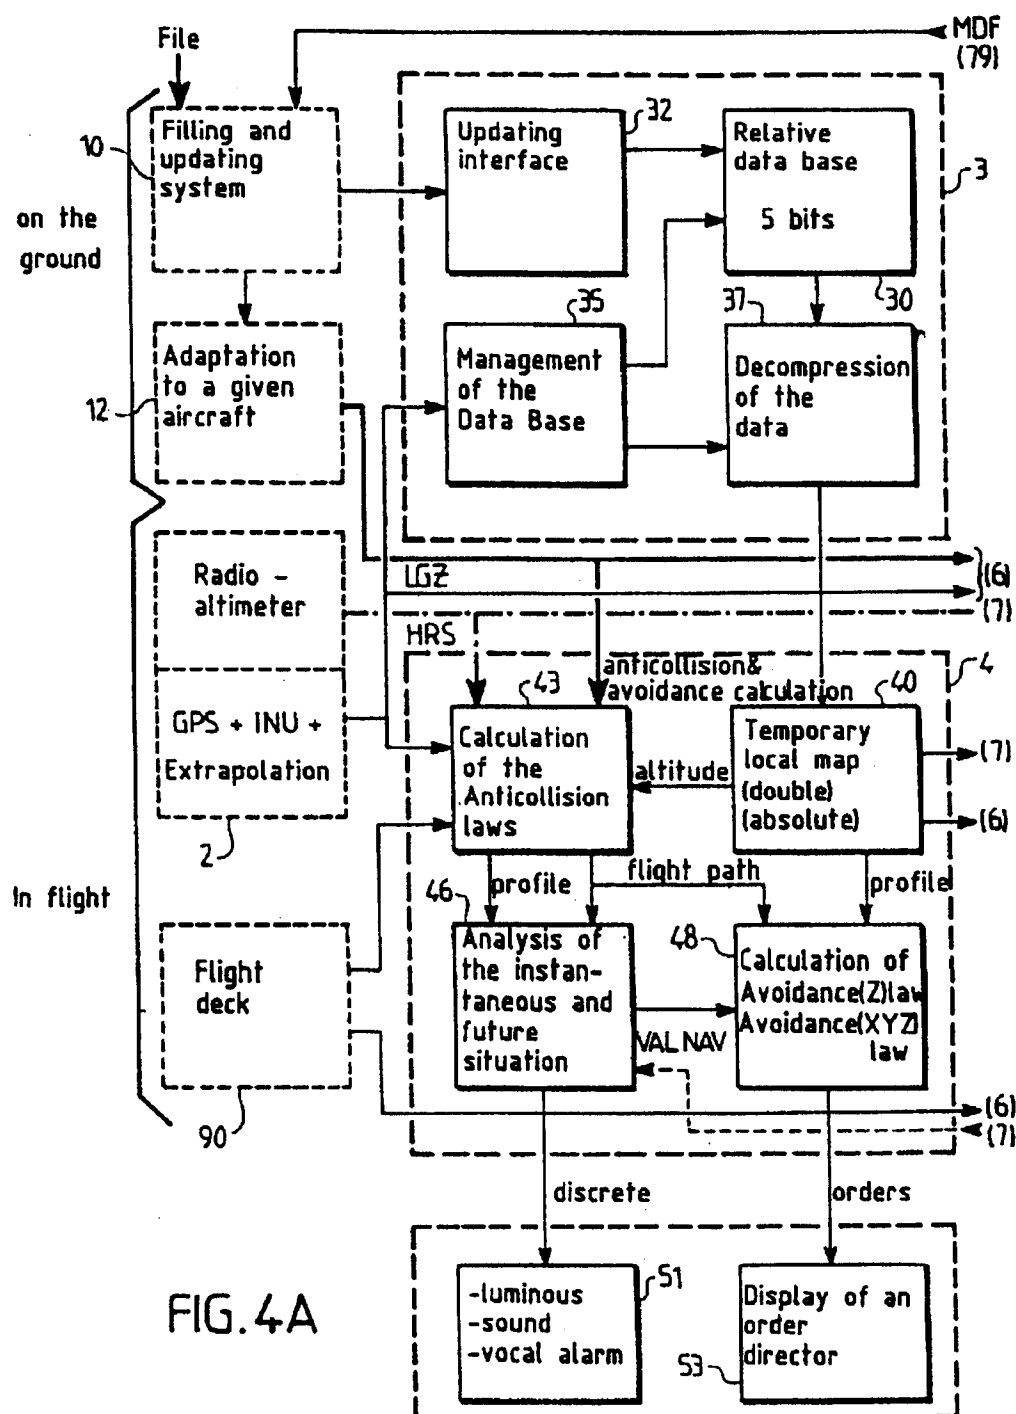 File
MDF
(79)
on the
ground
10
Filling and
updating
system
Updating
interface
32
Relative
data base
5 bits
3
30
12
Adaptation
to a given
aircraft
35
Management
of the
Data Base
37
Decompression
of the
data
LGZ
(6)
(7)
HRS
Radio -
altimeter
GPS + INU +
Extrapolation
2
anticollision&
avoidance calculation
4
43
Calculation
of the
Anticollision
laws
altitude
40
Temporary
local map
(double)
(absolute)
(7)
(6)
In flight
profile
flight path
profile
Flight
deck
90
46
Analysis of
the instan-
taneous and
future
situation
48
Calculation of
Avoidance(Z)law
Avoidance(XYZ)
law
VAL NAV
(6)
(7)
discrete
orders
51
-luminous
-sound
-vocal alarm
53
Display of an
order
director
FIG. 4A